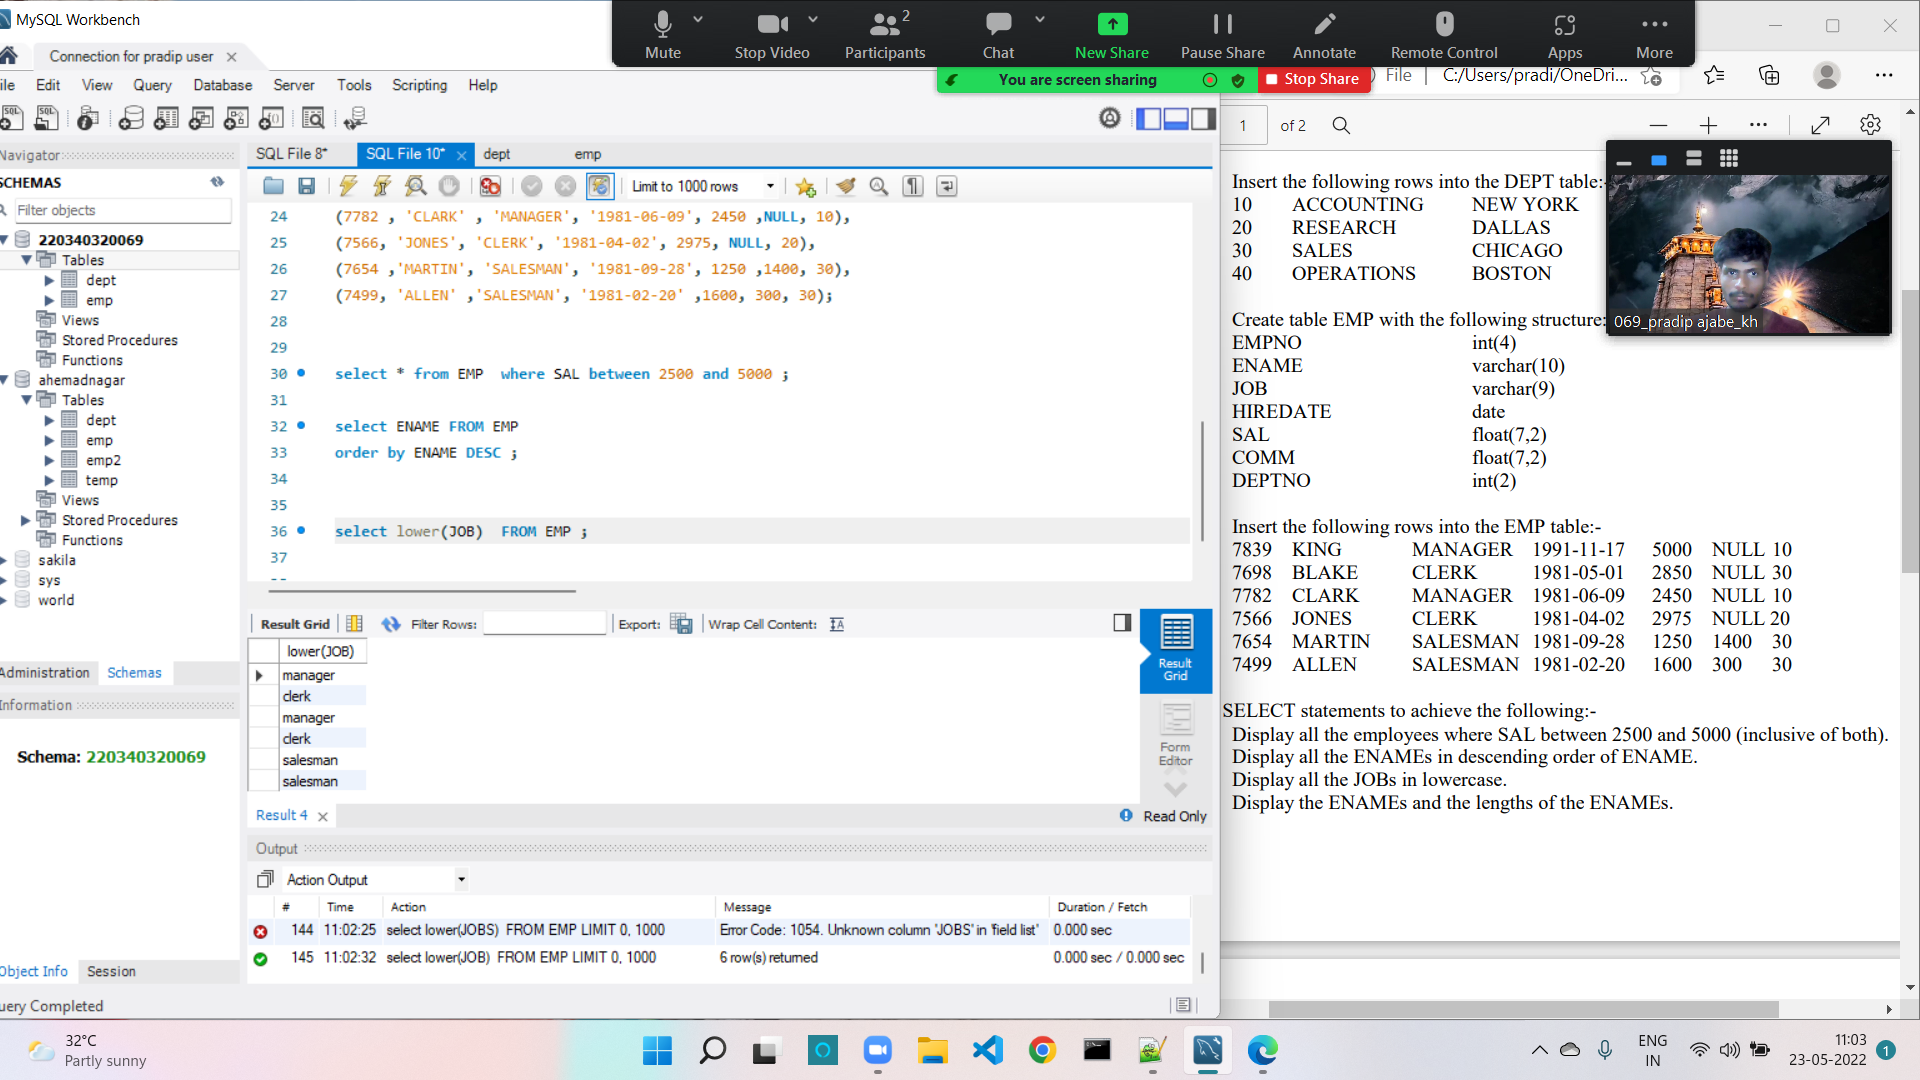 MySQL Workbench
Connection for pradip user
ile Edit View Query Database Server Tools Scripting Help
Mute Stop Video Participants 2 Chat New Share Pause Share Annotate Remote Control Apps More
You are screen sharing Stop Share
File C:/Users/pradi/OneDri...
1 of 2
Navigator
SCHEMAS
Filter objects
220340320069
Tables
dept
emp
Views
Stored Procedures
Functions
ahemadnagar
Tables
dept
emp
emp2
temp
Views
Stored Procedures
Functions
sakila
sys
world
Administration Schemas
Information
Schema: 220340320069
Object Info Session
uery Completed
SQL File 8* SQL File 10* dept emp
Limit to 1000 rows
24 (7782 , 'CLARK' , 'MANAGER', '1981-06-09', 2450 ,NULL, 10),
25 (7566, 'JONES', 'CLERK', '1981-04-02', 2975, NULL, 20),
26 (7654 ,'MARTIN', 'SALESMAN', '1981-09-28', 1250 ,1400, 30),
27 (7499, 'ALLEN' ,'SALESMAN', '1981-02-20' ,1600, 300, 30);
28
29
30 select * from EMP where SAL between 2500 and 5000 ;
31
32 select ENAME FROM EMP
33 order by ENAME DESC ;
34
35
36 select lower(JOB) FROM EMP ;
37
Result Grid Filter Rows: Export: Wrap Cell Content:
lower(JOB)
manager
clerk
manager
clerk
salesman
salesman
Result Grid
Form Editor
Result 4 Read Only
Output
Action Output
# Time Action Message Duration / Fetch
144 11:02:25 select lower(JOBS) FROM EMP LIMIT 0, 1000 Error Code: 1054. Unknown column 'JOBS' in 'field list' 0.000 sec
145 11:02:32 select lower(JOB) FROM EMP LIMIT 0, 1000 6 row(s) returned 0.000 sec / 0.000 sec
Insert the following rows into the DEPT table:-
10 ACCOUNTING NEW YORK
20 RESEARCH DALLAS
30 SALES CHICAGO
40 OPERATIONS BOSTON
069_pradip ajabe_kh
Create table EMP with the following structure:
EMPNO int(4)
ENAME varchar(10)
JOB varchar(9)
HIREDATE date
SAL float(7,2)
COMM float(7,2)
DEPTNO int(2)
Insert the following rows into the EMP table:-
7839 KING MANAGER 1991-11-17 5000 NULL 10
7698 BLAKE CLERK 1981-05-01 2850 NULL 30
7782 CLARK MANAGER 1981-06-09 2450 NULL 10
7566 JONES CLERK 1981-04-02 2975 NULL 20
7654 MARTIN SALESMAN 1981-09-28 1250 1400 30
7499 ALLEN SALESMAN 1981-02-20 1600 300 30
SELECT statements to achieve the following:-
Display all the employees where SAL between 2500 and 5000 (inclusive of both).
Display all the ENAMEs in descending order of ENAME.
Display all the JOBs in lowercase.
Display the ENAMEs and the lengths of the ENAMEs.
32°C
Partly sunny
ENG
IN
11:03
23-05-2022
1